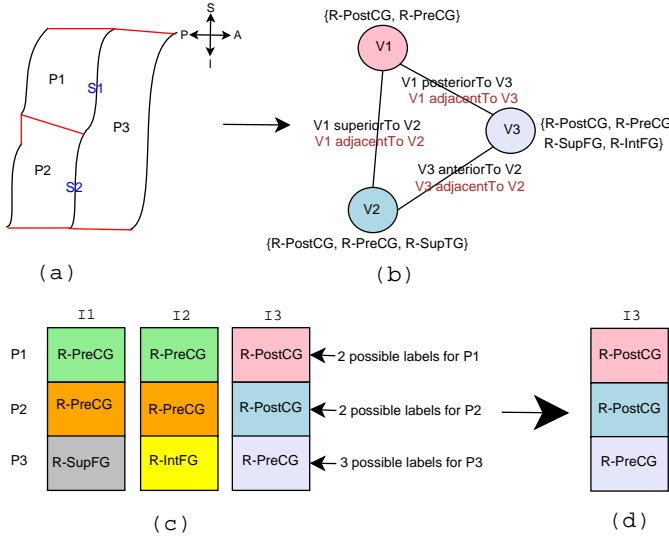 S
P A
I
P1
S1
P3
P2
S2
(a)
{R-PostCG, R-PreCG}
V1
V1 posteriorTo V3
V1 adjacentTo V3
V1 superiorTo V2
V1 adjacentTo V2
V3
{R-PostCG, R-PreCG
R-SupFG, R-IntFG}
V3 anteriorTo V2
V3 adjacentTo V2
V2
{R-PostCG, R-PreCG, R-SupTG}
(b)
I1 I2 I3
P1 R-PreCG R-PreCG R-PostCG 2 possible labels for P1
P2 R-PreCG R-PreCG R-PostCG 2 possible labels for P2
P3 R-SupFG R-IntFG R-PreCG 3 possible labels for P3
(c)
I3
R-PostCG
R-PostCG
R-PreCG
(d)